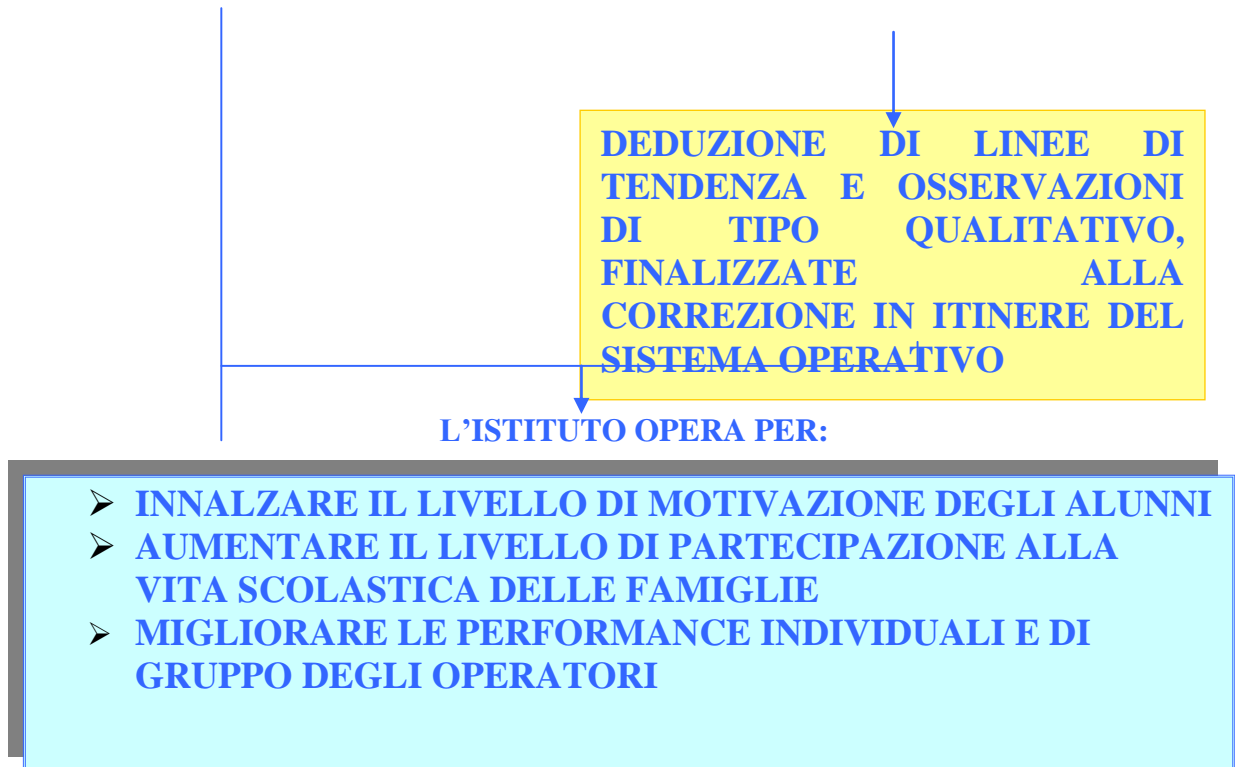 DEDUZIONE DI LINEE DI
TENDENZA E OSSERVAZIONI
DI TIPO QUALITATIVO,
FINALIZZATE ALLA
CORREZIONE IN ITINERE DEL
SISTEMA OPERATIVO
L’ISTITUTO OPERA PER:
➢ INNALZARE IL LIVELLO DI MOTIVAZIONE DEGLI ALUNNI
➢ AUMENTARE IL LIVELLO DI PARTECIPAZIONE ALLA
VITA SCOLASTICA DELLE FAMIGLIE
➢ MIGLIORARE LE PERFORMANCE INDIVIDUALI E DI
GRUPPO DEGLI OPERATORI